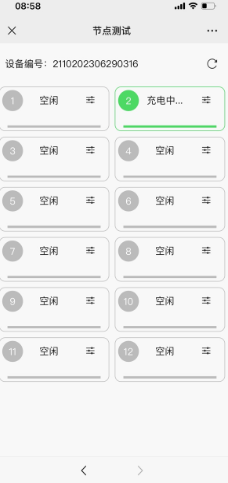 08:58
节点测试
设备编号：2110202306290316
1 空闲
2 充电中...
3 空闲
4 空闲
5 空闲
6 空闲
7 空闲
8 空闲
9 空闲
10 空闲
11 空闲
12 空闲